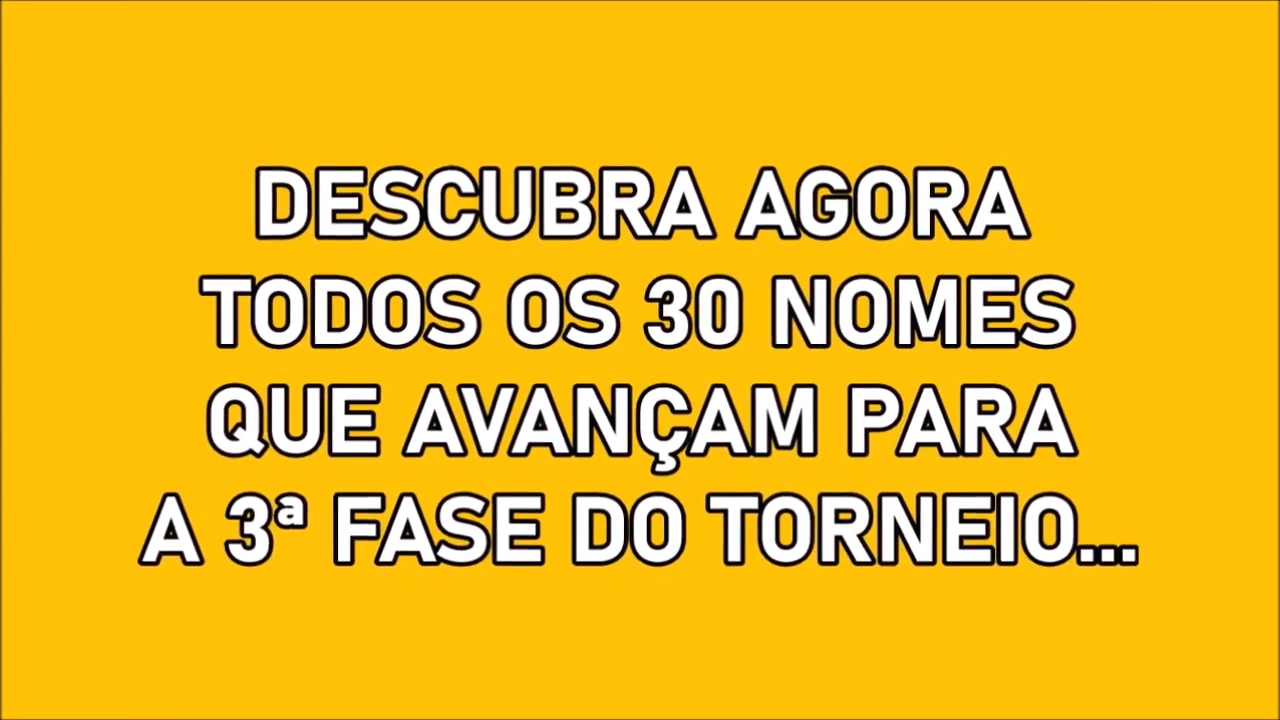 DESCUBRA AGORA
TODOS OS 30 NOMES
QUE AVANÇAM PARA
A 3ª FASE DO TORNEIO...